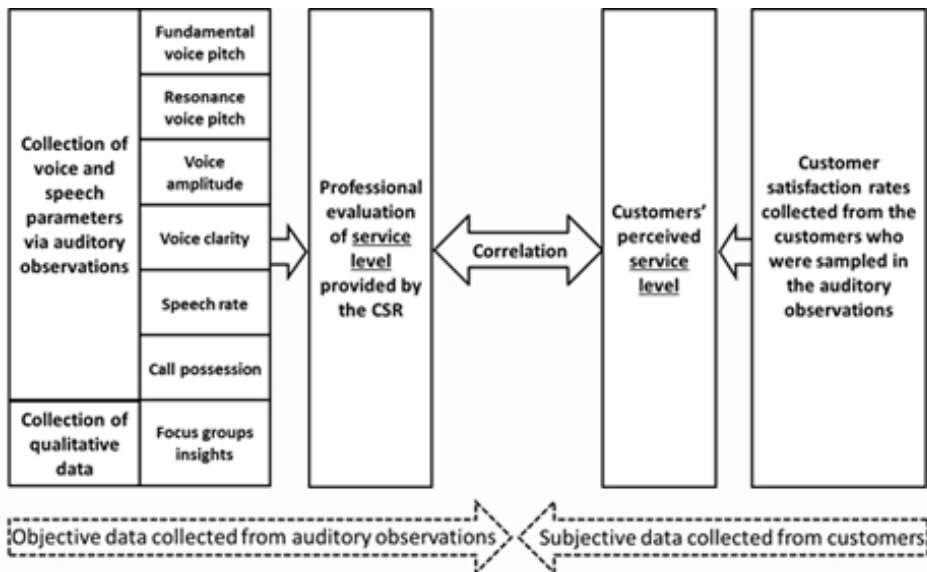 Collection of
voice and
speech
parameters
via auditory
observations
Fundamental
voice pitch
Resonance
voice pitch
Voice
amplitude
Voice clarity
Speech rate
Call possession
Collection of
qualitative
data
Focus groups
insights
Professional
evaluation
of service
level
provided by
the CSR
Correlation
Customers'
perceived
service
level
Customer
satisfaction rates
collected from the
customers who
were sampled in
the auditory
observations
Objective data collected from auditory observations
Subjective data collected from customers